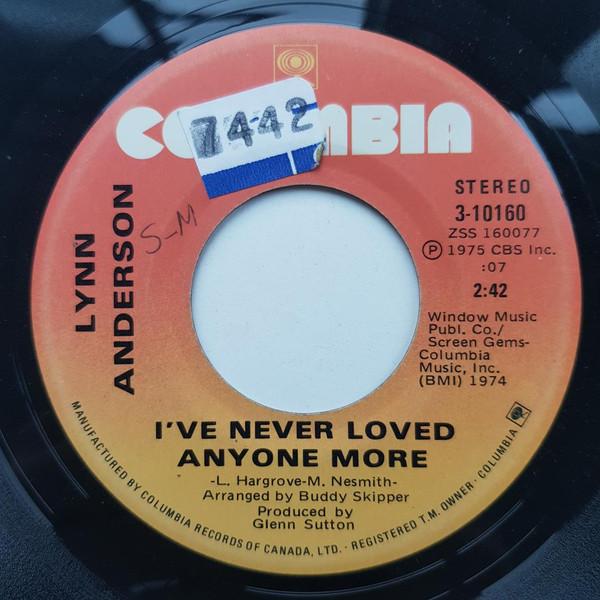 COLUMBIA
7442
S-M
LYNN
ANDERSON
STEREO
3-10160
ZSS 160077
Ⓟ 1975 CBS Inc.
:07
2:42
Window Music
Publ. Co./
Screen Gems-
Columbia
Music, Inc.
(BMI) 1974
I'VE NEVER LOVED
ANYONE MORE
-L. Hargrove-M. Nesmith-
Arranged by Buddy Skipper
Produced by
Glenn Sutton
MANUFACTURED BY COLUMBIA RECORDS OF CANADA, LTD. · REGISTERED T.M. OWNER · COLUMBIA